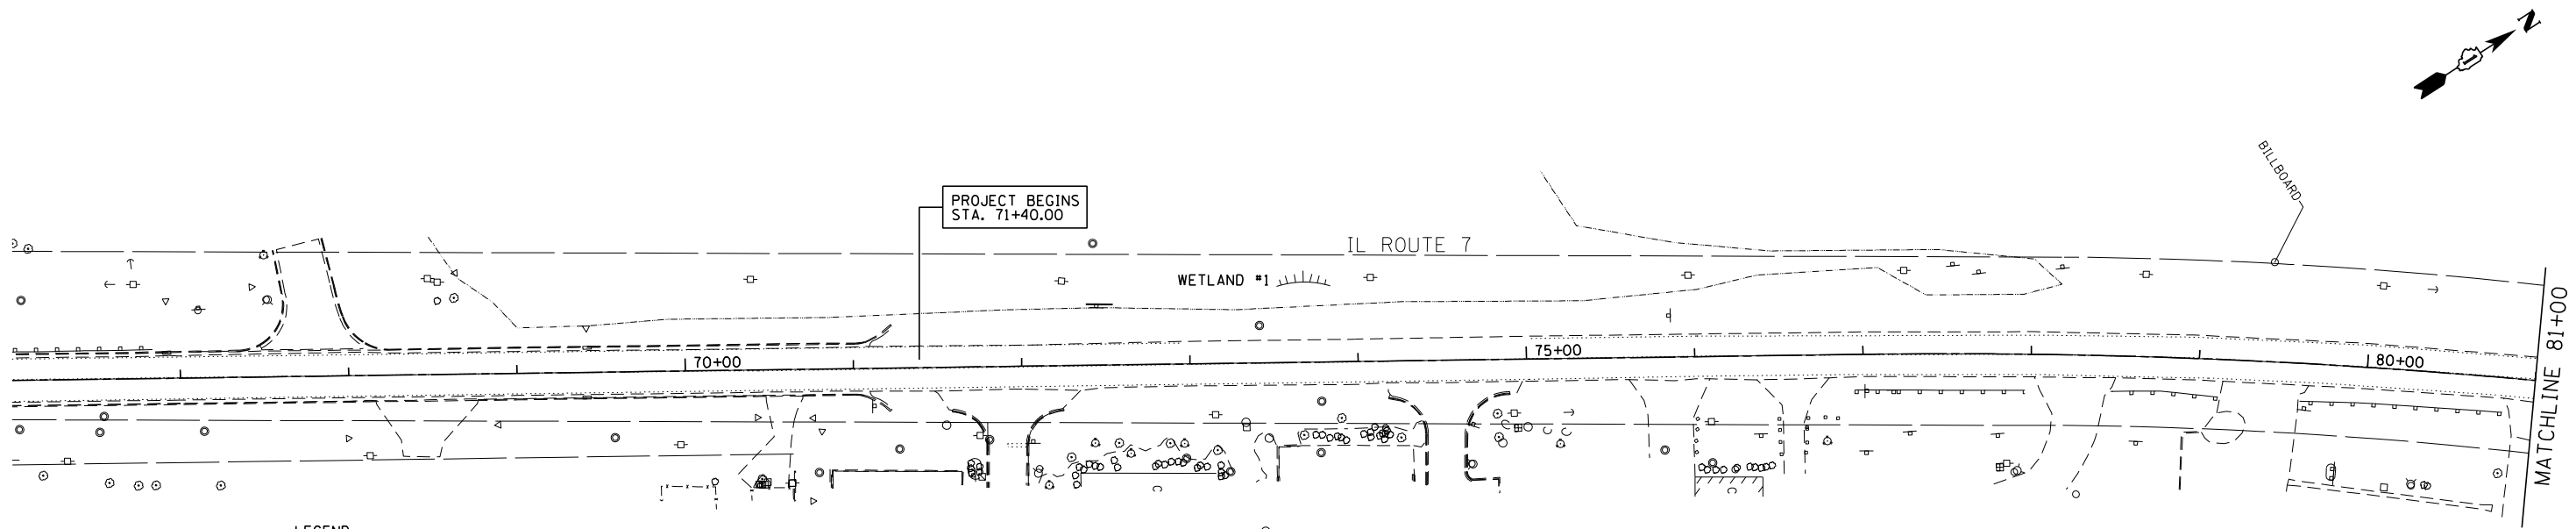 N
BILLBOARD
PROJECT BEGINS
STA. 71+40.00
IL ROUTE 7
WETLAND #1
70+00
75+00
80+00
MATCHLINE 81+00
LEGEND